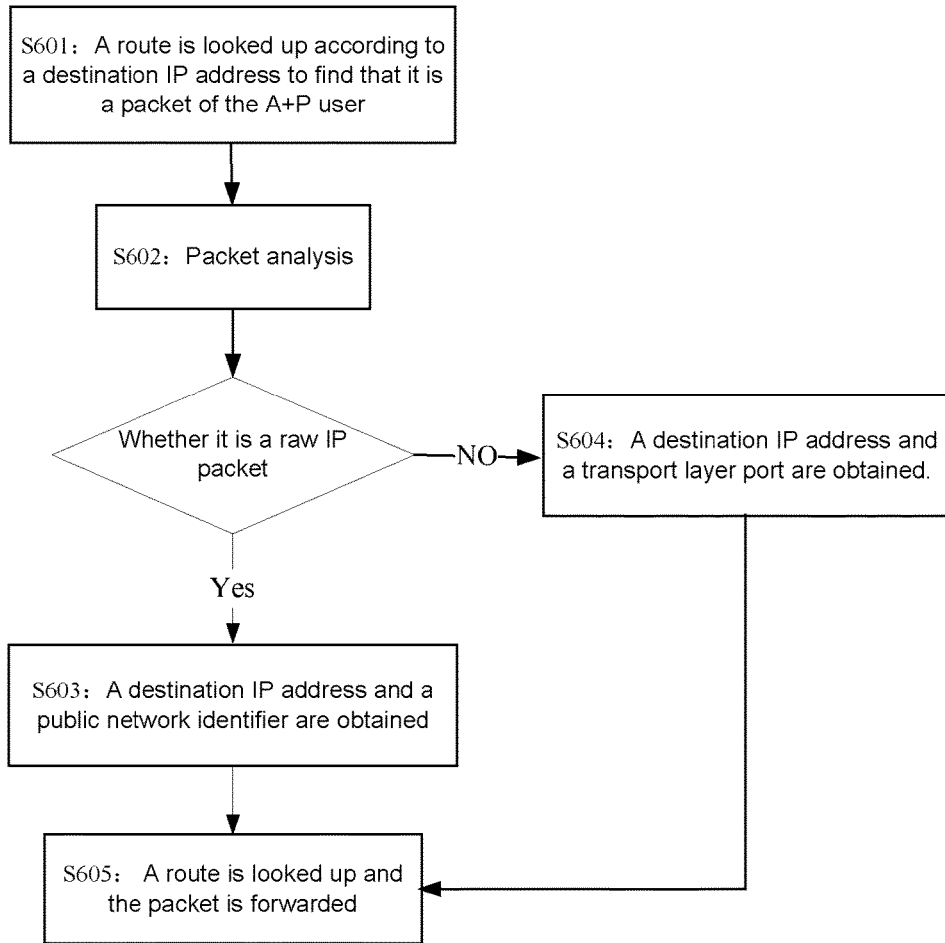 S601： A route is looked up according to
a destination IP address to find that it is
a packet of the A+P user
S602： Packet analysis
Whether it is a raw IP
packet
NO
S604： A destination IP address and
a transport layer port are obtained.
Yes
S603： A destination IP address and a
public network identifier are obtained
S605： A route is looked up and
the packet is forwarded